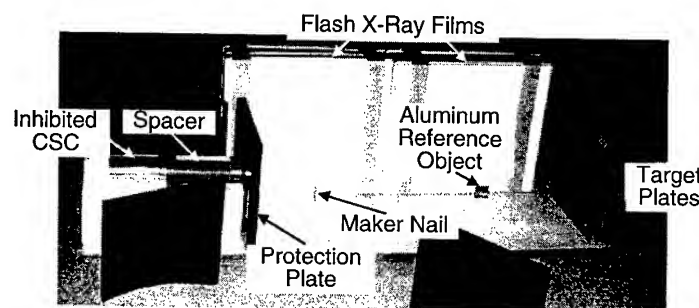 Flash X-Ray Films
Inhibited
CSC
Spacer
Aluminum
Reference
Object
Target
Plates
Maker Nail
Protection
Plate